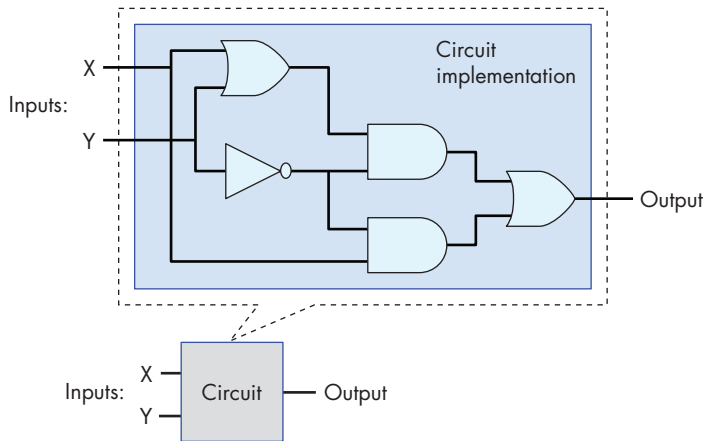 Circuit
implementation
X
Inputs:
Y
Output
X
Inputs:
Circuit
Output
Y